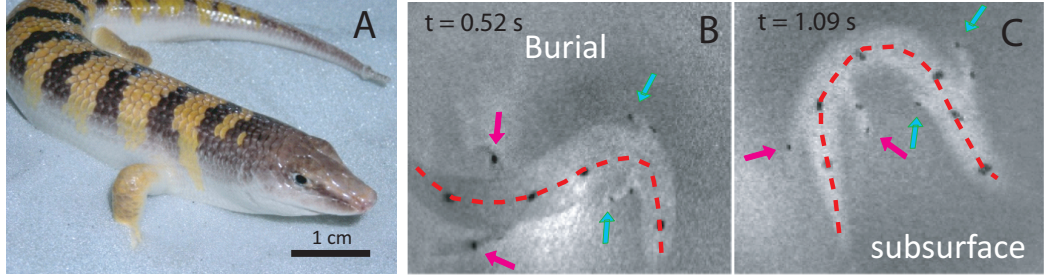 A
1 cm
t = 0.52 s
B
Burial
t = 1.09 s
C
subsurface